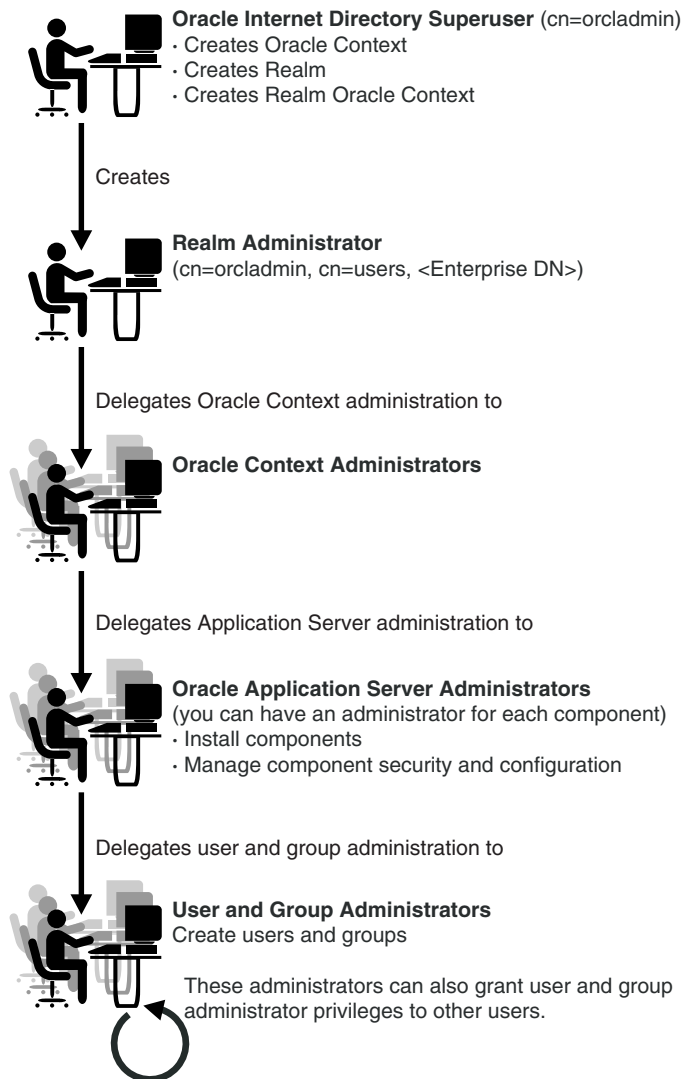 Oracle Internet Directory Superuser (cn=orcladmin)
· Creates Oracle Context
· Creates Realm
· Creates Realm Oracle Context
Creates
Realm Administrator
(cn=orcladmin, cn=users, <Enterprise DN>)
Delegates Oracle Context administration to
Oracle Context Administrators
Delegates Application Server administration to
Oracle Application Server Administrators
(you can have an administrator for each component)
· Install components
· Manage component security and configuration
Delegates user and group administration to
User and Group Administrators
Create users and groups
These administrators can also grant user and group
administrator privileges to other users.